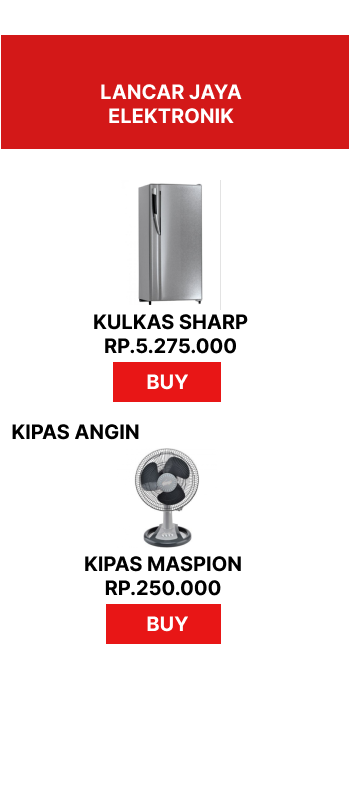 LANCAR JAYA
ELEKTRONIK
KULKAS SHARP
RP.5.275.000
BUY
KIPAS ANGIN
KIPAS MASPION
RP.250.000
BUY